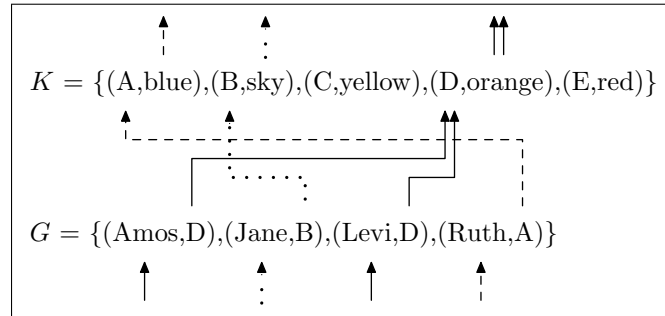 K = {(A,blue),(B,sky),(C,yellow),(D,orange),(E,red)}
G = {(Amos,D),(Jane,B),(Levi,D),(Ruth,A)}